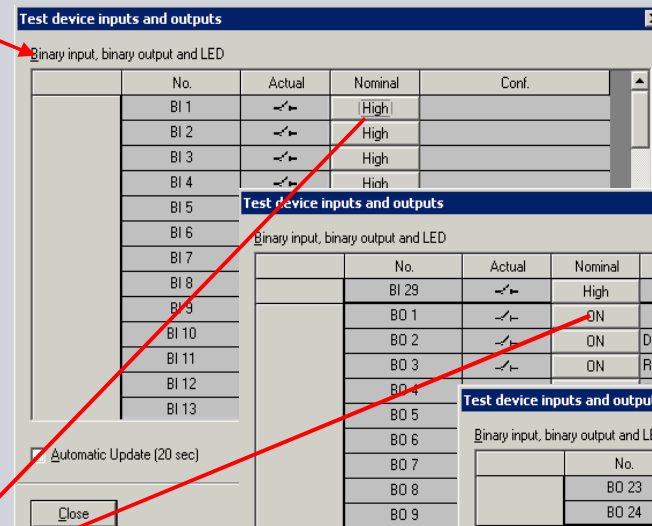 Test device inputs and outputs
Binary input, binary output and LED
No. Actual Nominal Conf.
BI 1 High
BI 2 High
BI 3 High
BI 4 High
BI 5
BI 6
BI 7
BI 8
BI 9
BI 10
BI 11
BI 12
BI 13
Automatic Update (20 sec)
Close
Test device inputs and outputs
Binary input, binary output and LED
No. Actual Nominal
BI 29 High
BO 1 ON
BO 2 ON D
BO 3 ON R
BO 4
BO 5
BO 6
BO 7
BO 8
BO 9
Test device inputs and outpu
Binary input, binary output and LE
No.
BO 23
BO 24